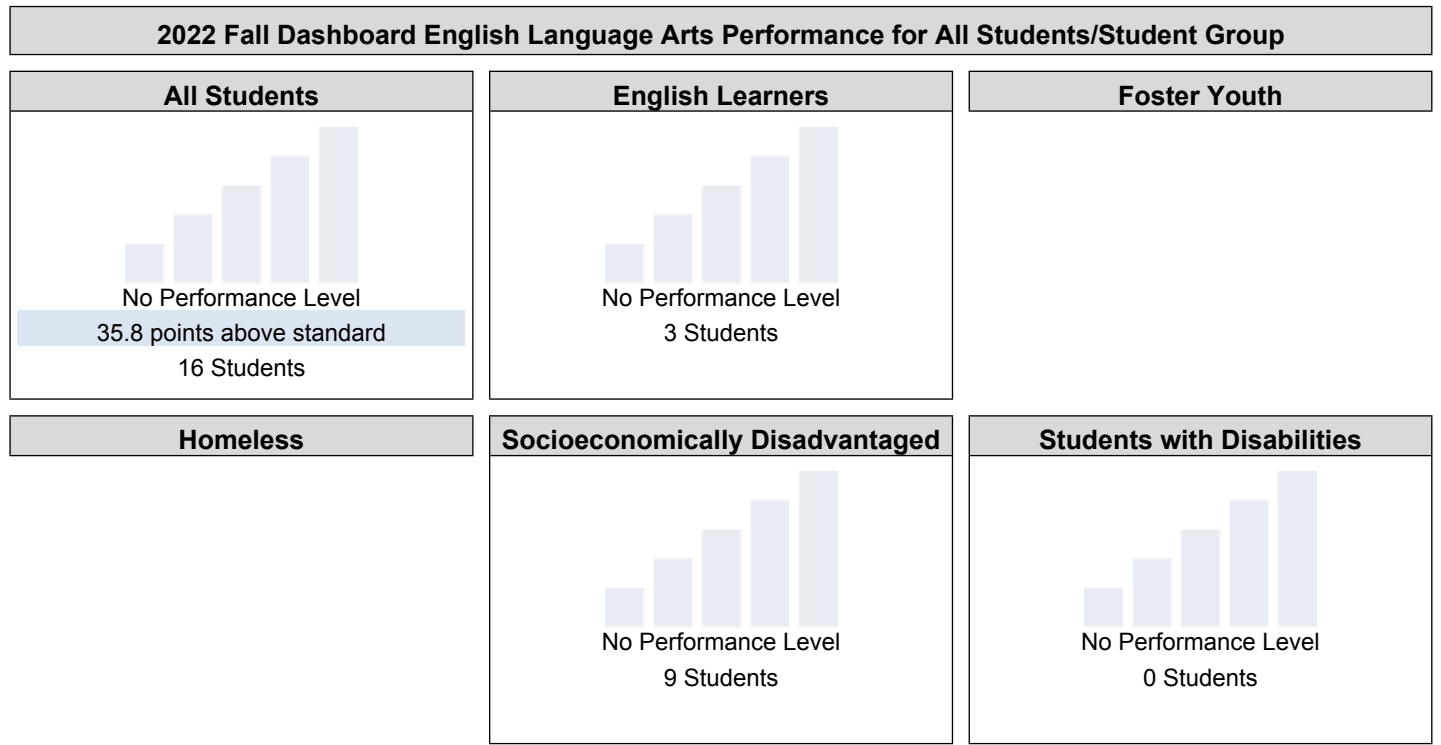 2022 Fall Dashboard English Language Arts Performance for All Students/Student Group
All Students
No Performance Level
35.8 points above standard
16 Students
English Learners
No Performance Level
3 Students
Foster Youth
Homeless
Socioeconomically Disadvantaged
No Performance Level
9 Students
Students with Disabilities
No Performance Level
0 Students